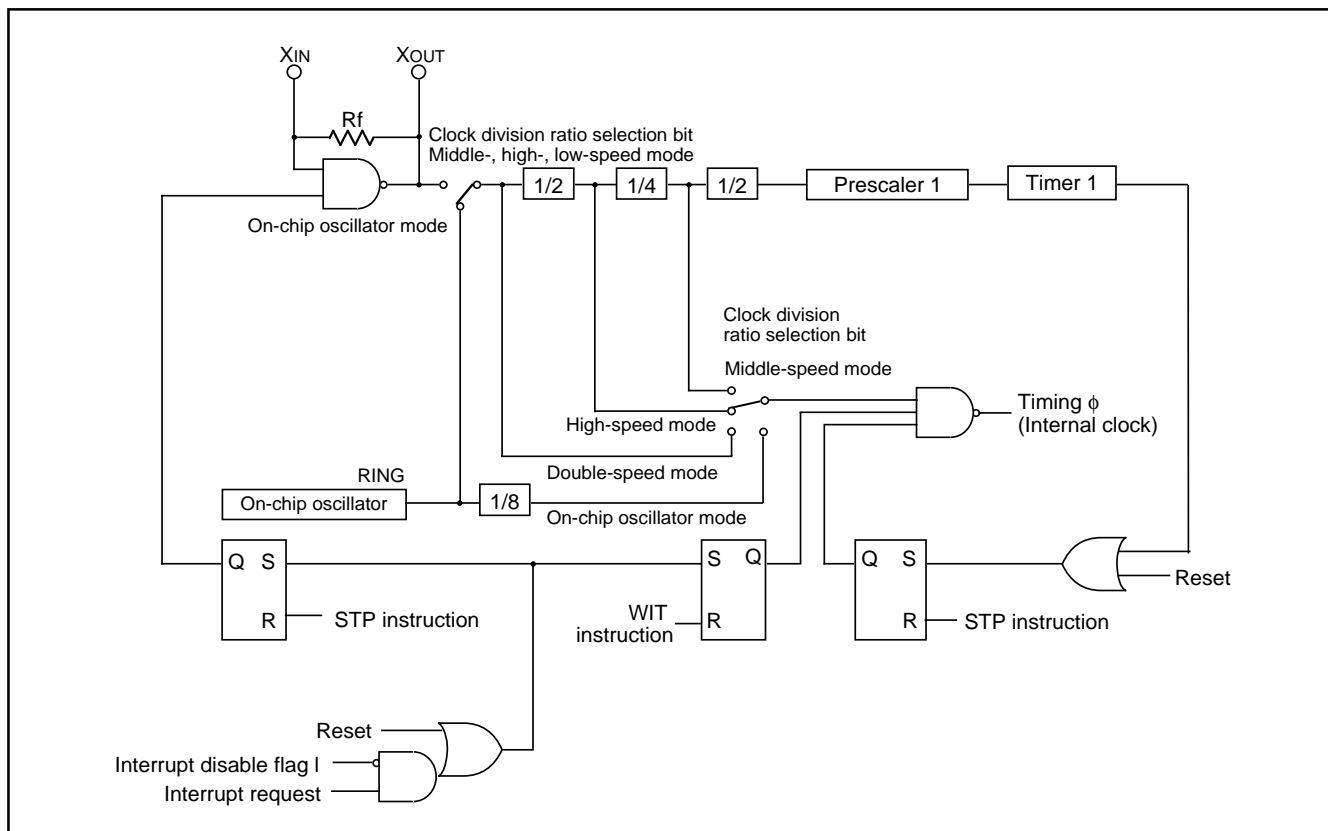 XIN
XOUT
Rf
Clock division ratio selection bit
Middle-, high-, low-speed mode
1/2
1/4
1/2
Prescaler 1
Timer 1
On-chip oscillator mode
Clock division
ratio selection bit
Middle-speed mode
High-speed mode
Timing ϕ
(Internal clock)
Double-speed mode
RING
On-chip oscillator
1/8
On-chip oscillator mode
Q
S
R
STP instruction
S
Q
R
WIT
instruction
Q
S
R
STP instruction
Reset
Reset
Interrupt disable flag I
Interrupt request